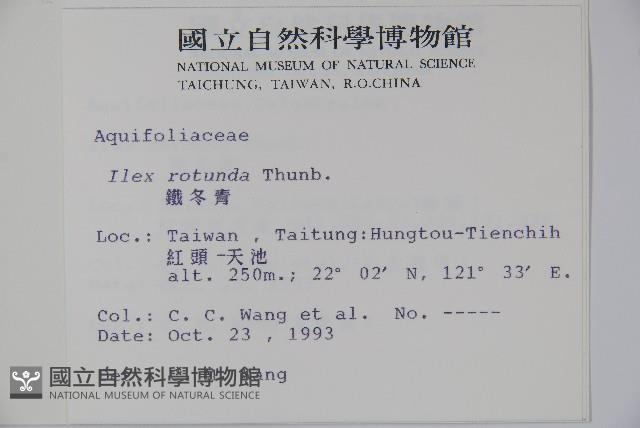 國立自然科學博物館
NATIONAL MUSEUM OF NATURAL SCIENCE
TAICHUNG, TAIWAN, R.O.CHINA
Aquifoliaceae
Ilex rotunda Thunb.
鐵冬青
Loc.: Taiwan , Taitung:Hungtou-Tienchih
紅頭-天池
alt. 250m.; 22° 02′ N, 121° 33′ E.
Col.: C. C. Wang et al. No. -----
Date: Oct. 23 , 1993
國立自然科學博物館
NATIONAL MUSEUM OF NATURAL SCIENCE